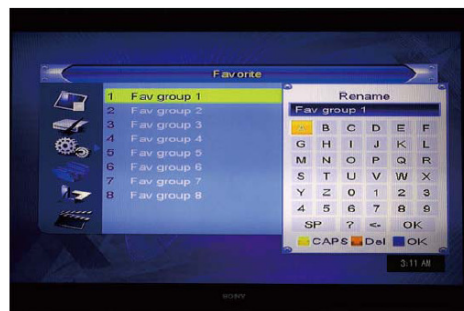 Favorite
1 Fav group 1
2 Fav group 2
3 Fav group 3
4 Fav group 4
5 Fav group 5
6 Fav group 6
7 Fav group 7
8 Fav group 8
Rename
Fav group 1
A B C D E F
G H I J K L
M N O P Q R
S T U V W X
Y Z 0 1 2 3
4 5 6 7 8 9
SP ? <- OK
CAPS Del OK
3:11 AM
SONY